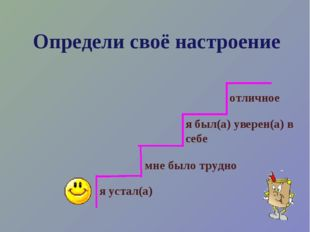 Определи своё настроение
отличное
я был(а) уверен(а) в
себе
мне было трудно
я устал(а)